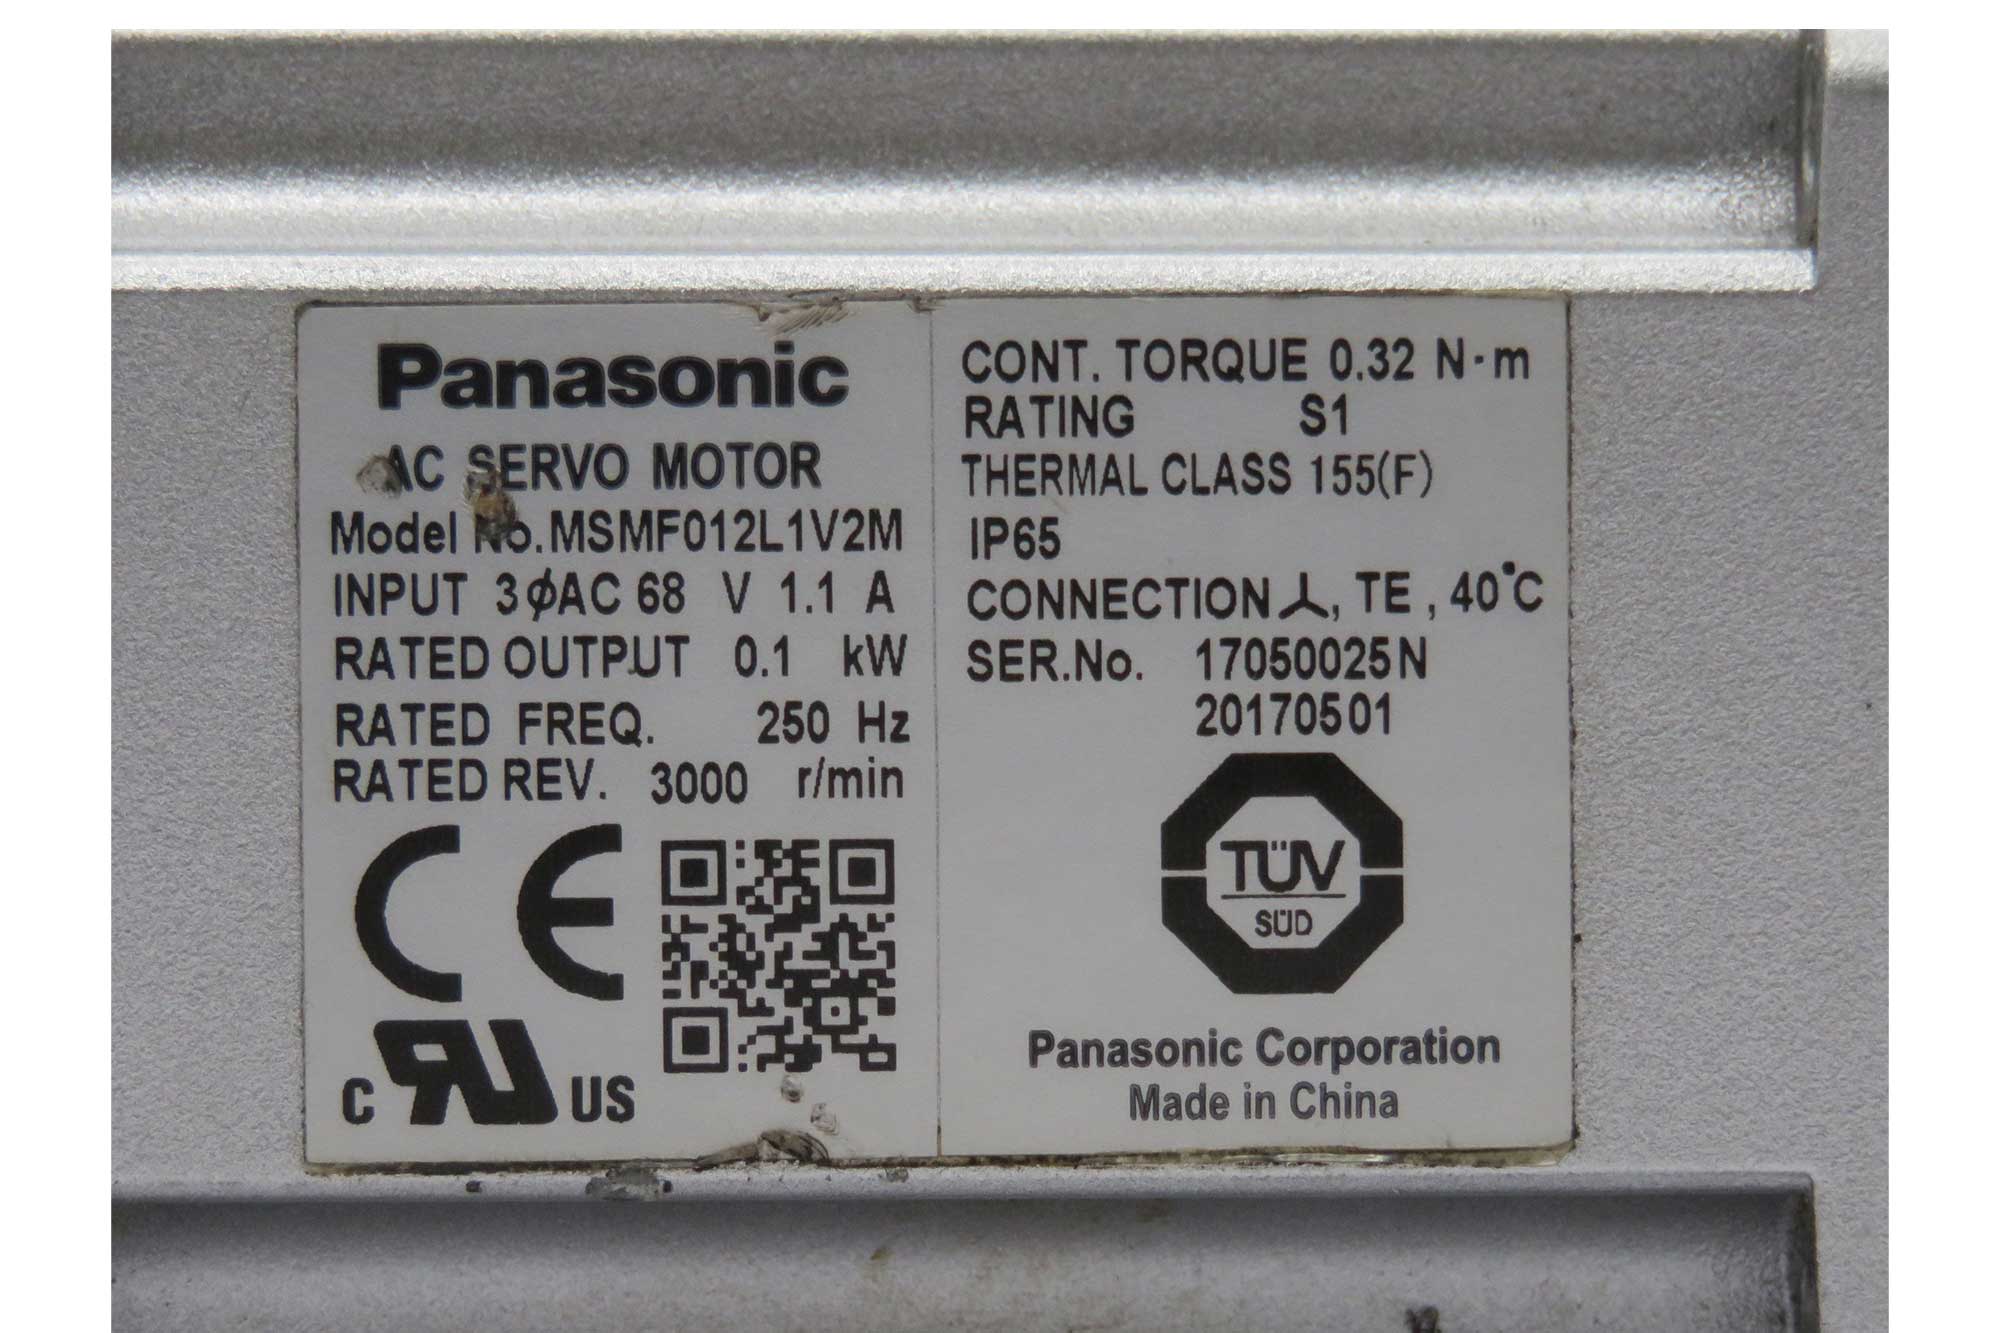 Panasonic
AC SERVO MOTOR
Model No.MSMF012L1V2M
INPUT 3ϕAC 68 V 1.1 A
RATED OUTPUT 0.1 kW
RATED FREQ. 250 Hz
RATED REV. 3000 r/min
CE
C RU US
CONT. TORQUE 0.32 N·m
RATING S1
THERMAL CLASS 155(F)
IP65
CONNECTION⅄, TE, 40°C
SER.No. 17050025N
20170501
TÜV
SÜD
Panasonic Corporation
Made in China